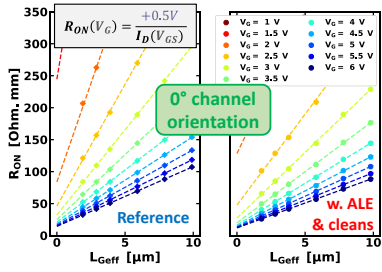 350
300
250
200
150
100
50
0
R_ON [Ohm. mm]
R_ON(V_G) = +0.5V / I_D(V_GS)
0° channel
orientation
Reference
0 5 10
L_Geff [µm]
V_G= 1 V
V_G= 1.5 V
V_G= 2 V
V_G= 2.5 V
V_G= 3 V
V_G= 3.5 V
V_G= 4 V
V_G= 4.5 V
V_G= 5 V
V_G= 5.5 V
V_G= 6 V
w. ALE
& cleans
0 5 10
L_Geff [µm]